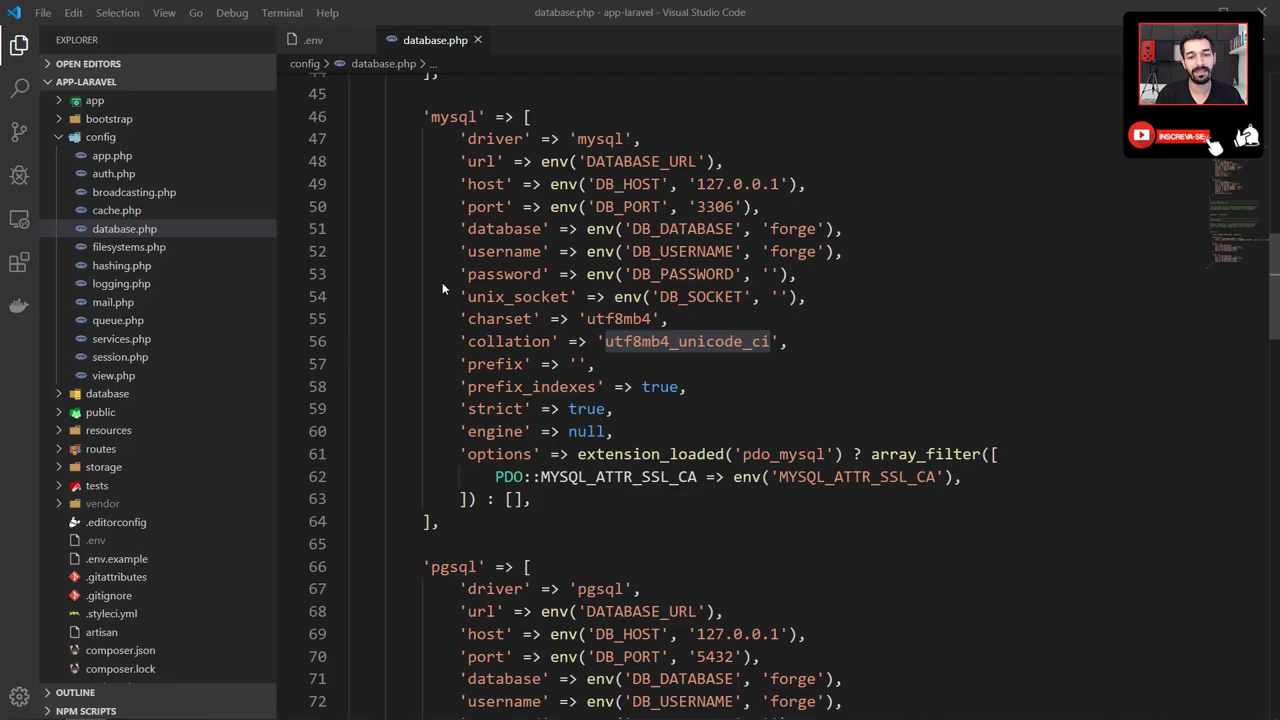 File Edit Selection View Go Debug Terminal Help
database.php - app-laravel - Visual Studio Code
EXPLORER
.env
database.php
OPEN EDITORS
APP-LARAVEL
config > database.php > ...
app
bootstrap
config
app.php
auth.php
broadcasting.php
cache.php
database.php
filesystems.php
hashing.php
logging.php
mail.php
queue.php
services.php
session.php
view.php
database
public
resources
routes
storage
tests
vendor
.editorconfig
.env
.env.example
.gitattributes
.gitignore
.styleci.yml
artisan
composer.json
composer.lock
OUTLINE
NPM SCRIPTS
44 ],
45
46 'mysql' => [
47 'driver' => 'mysql',
48 'url' => env('DATABASE_URL'),
49 'host' => env('DB_HOST', '127.0.0.1'),
50 'port' => env('DB_PORT', '3306'),
51 'database' => env('DB_DATABASE', 'forge'),
52 'username' => env('DB_USERNAME', 'forge'),
53 'password' => env('DB_PASSWORD', ''),
54 'unix_socket' => env('DB_SOCKET', ''),
55 'charset' => 'utf8mb4',
56 'collation' => 'utf8mb4_unicode_ci',
57 'prefix' => '',
58 'prefix_indexes' => true,
59 'strict' => true,
60 'engine' => null,
61 'options' => extension_loaded('pdo_mysql') ? array_filter([
62 PDO::MYSQL_ATTR_SSL_CA => env('MYSQL_ATTR_SSL_CA'),
63 ]) : [],
64 ],
65
66 'pgsql' => [
67 'driver' => 'pgsql',
68 'url' => env('DATABASE_URL'),
69 'host' => env('DB_HOST', '127.0.0.1'),
70 'port' => env('DB_PORT', '5432'),
71 'database' => env('DB_DATABASE', 'forge'),
72 'username' => env('DB_USERNAME', 'forge'),
INSCREVA-SE